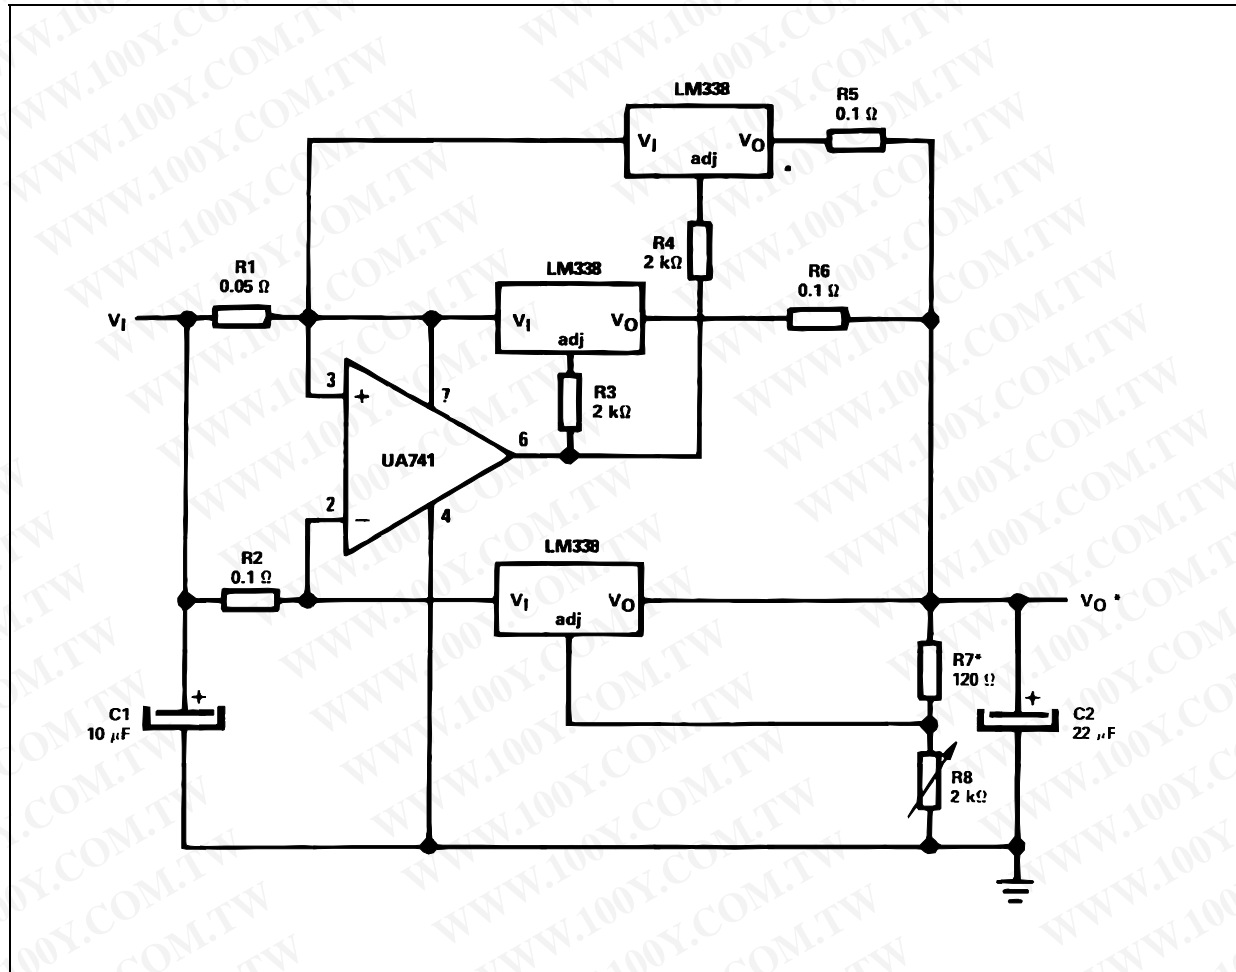 LM338
VI
VO
adj
R5
0.1 Ω
R4
2 kΩ
R1
0.05 Ω
LM338
VI
VO
adj
R6
0.1 Ω
VI
3
+
7
R3
2 kΩ
UA741
6
2
−
4
R2
0.1 Ω
LM338
VI
VO
adj
VO *
R7*
120 Ω
C1
10 μF
+
C2
22 μF
+
R8
2 kΩ
WWW.100Y.COM.TW